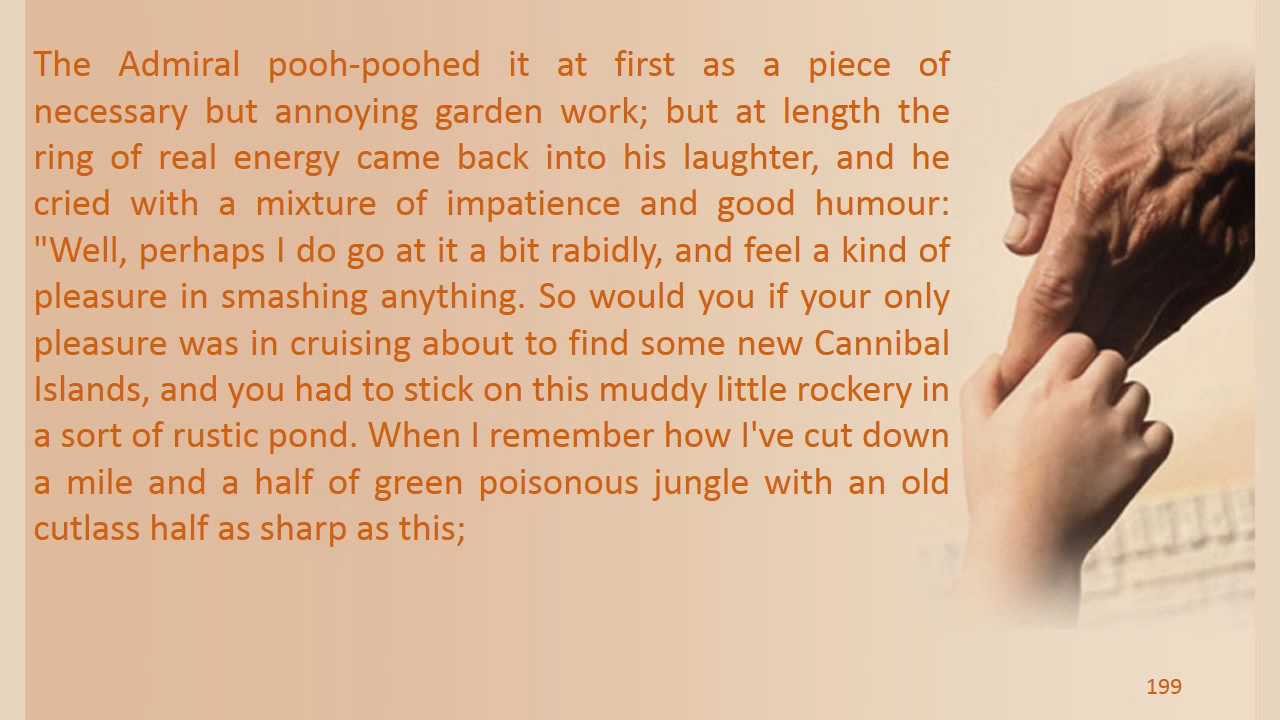 The Admiral pooh-poohed it at first as a piece of
necessary but annoying garden work; but at length the
ring of real energy came back into his laughter, and he
cried with a mixture of impatience and good humour:
"Well, perhaps I do go at it a bit rabidly, and feel a kind of
pleasure in smashing anything. So would you if your only
pleasure was in cruising about to find some new Cannibal
Islands, and you had to stick on this muddy little rockery in
a sort of rustic pond. When I remember how I've cut down
a mile and a half of green poisonous jungle with an old
cutlass half as sharp as this;
199